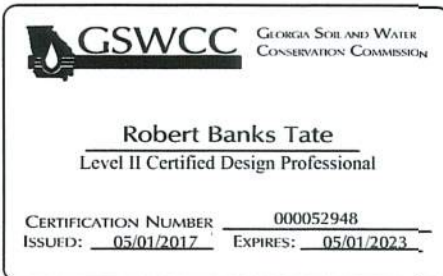 GSWCC
GEORGIA SOIL AND WATER
CONSERVATION COMMISSION
Robert Banks Tate
Level II Certified Design Professional
CERTIFICATION NUMBER 000052948
ISSUED: 05/01/2017 EXPIRES: 05/01/2023